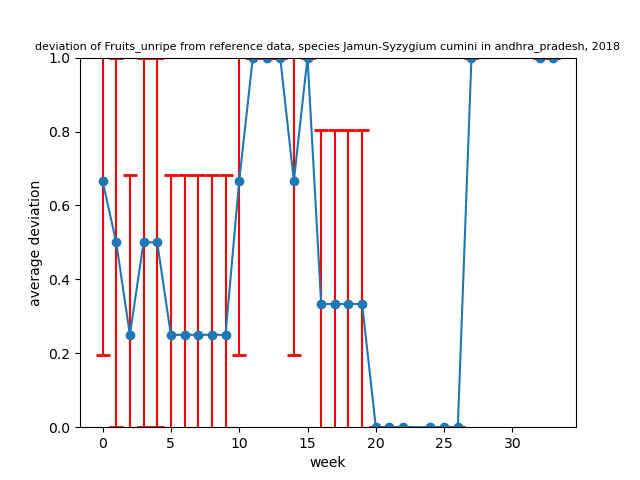 deviation of Fruits_unripe from reference data, species Jamun-Syzygium cumini in andhra_pradesh, 2018
1.0
0.8
0.6
0.4
0.2
0.0
average deviation
0 5 10 15 20 25 30
week